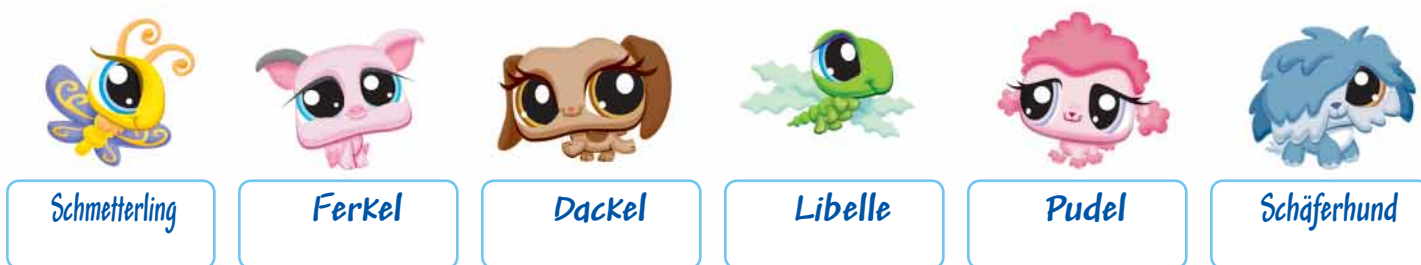 Schmetterling
Ferkel
Dackel
Libelle
Pudel
Schäferhund